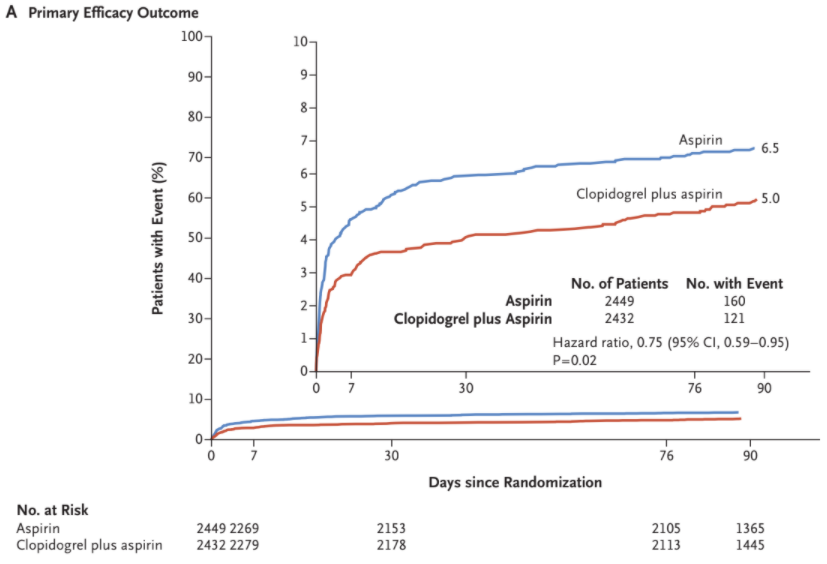 A Primary Efficacy Outcome
Patients with Event (%)
100
90
80
70
60
50
40
30
20
10
0
10
9
8
7
6
5
4
3
2
1
0
Aspirin 6.5
Clopidogrel plus aspirin 5.0
No. of Patients No. with Event
Aspirin 2449 160
Clopidogrel plus Aspirin 2432 121
Hazard ratio, 0.75 (95% CI, 0.59–0.95)
P=0.02
0 7 30 76 90
0 7 30 76 90
Days since Randomization
No. at Risk
Aspirin 2449 2269 2153 2105 1365
Clopidogrel plus aspirin 2432 2279 2178 2113 1445